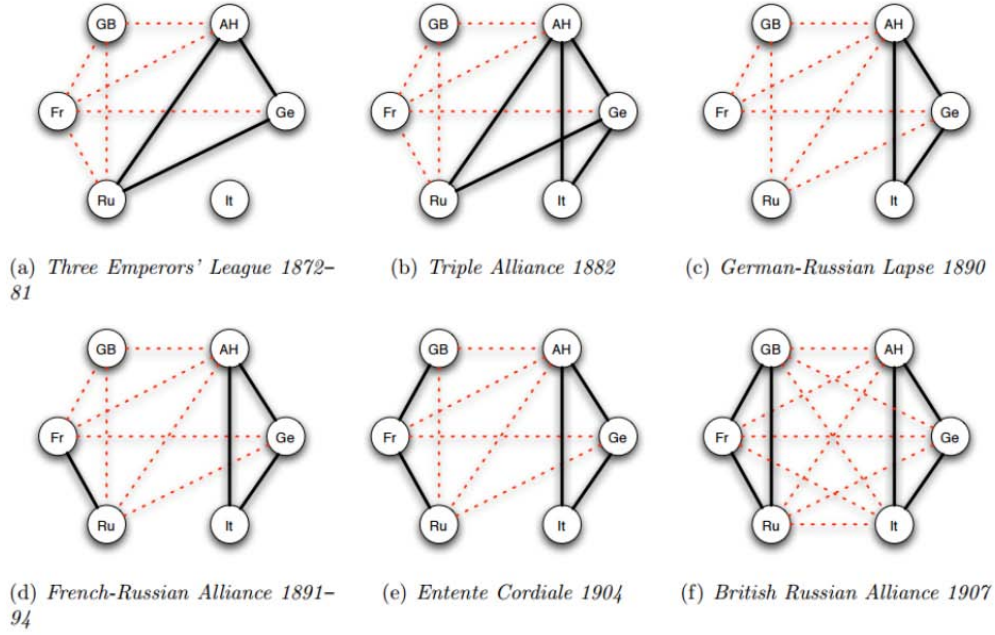 GB AH
Fr Ge
Ru It
GB AH
Fr Ge
Ru It
GB AH
Fr Ge
Ru It
(a) Three Emperors' League 1872–
81
(b) Triple Alliance 1882
(c) German-Russian Lapse 1890
GB AH
Fr Ge
Ru It
GB AH
Fr Ge
Ru It
GB AH
Fr Ge
Ru It
(d) French-Russian Alliance 1891–
94
(e) Entente Cordiale 1904
(f) British Russian Alliance 1907